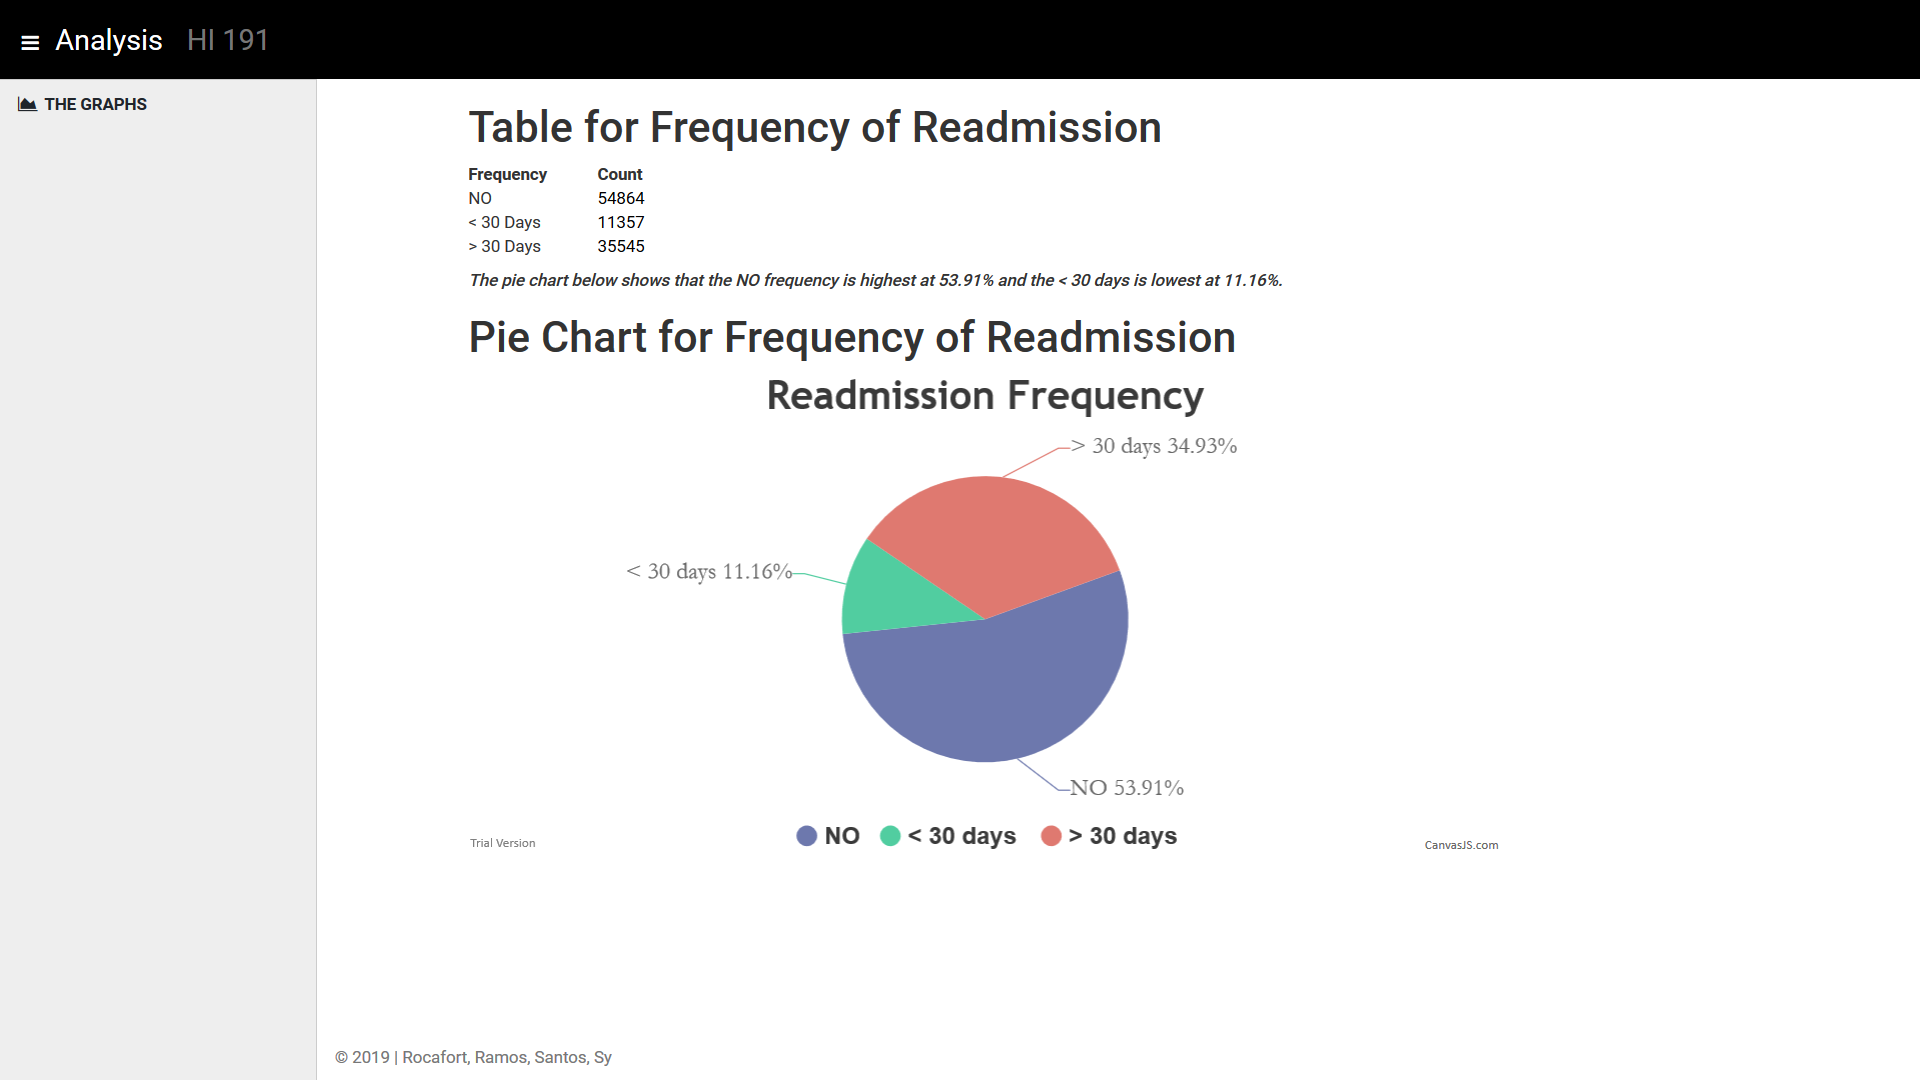 Analysis HI 191
THE GRAPHS
Table for Frequency of Readmission
Frequency Count
NO 54864
< 30 Days 11357
> 30 Days 35545
The pie chart below shows that the NO frequency is highest at 53.91% and the < 30 days is lowest at 11.16%.
Pie Chart for Frequency of Readmission
Readmission Frequency
> 30 days 34.93%
< 30 days 11.16%
NO 53.91%
NO < 30 days > 30 days
Trial Version
CanvasJS.com
© 2019 | Rocafort, Ramos, Santos, Sy